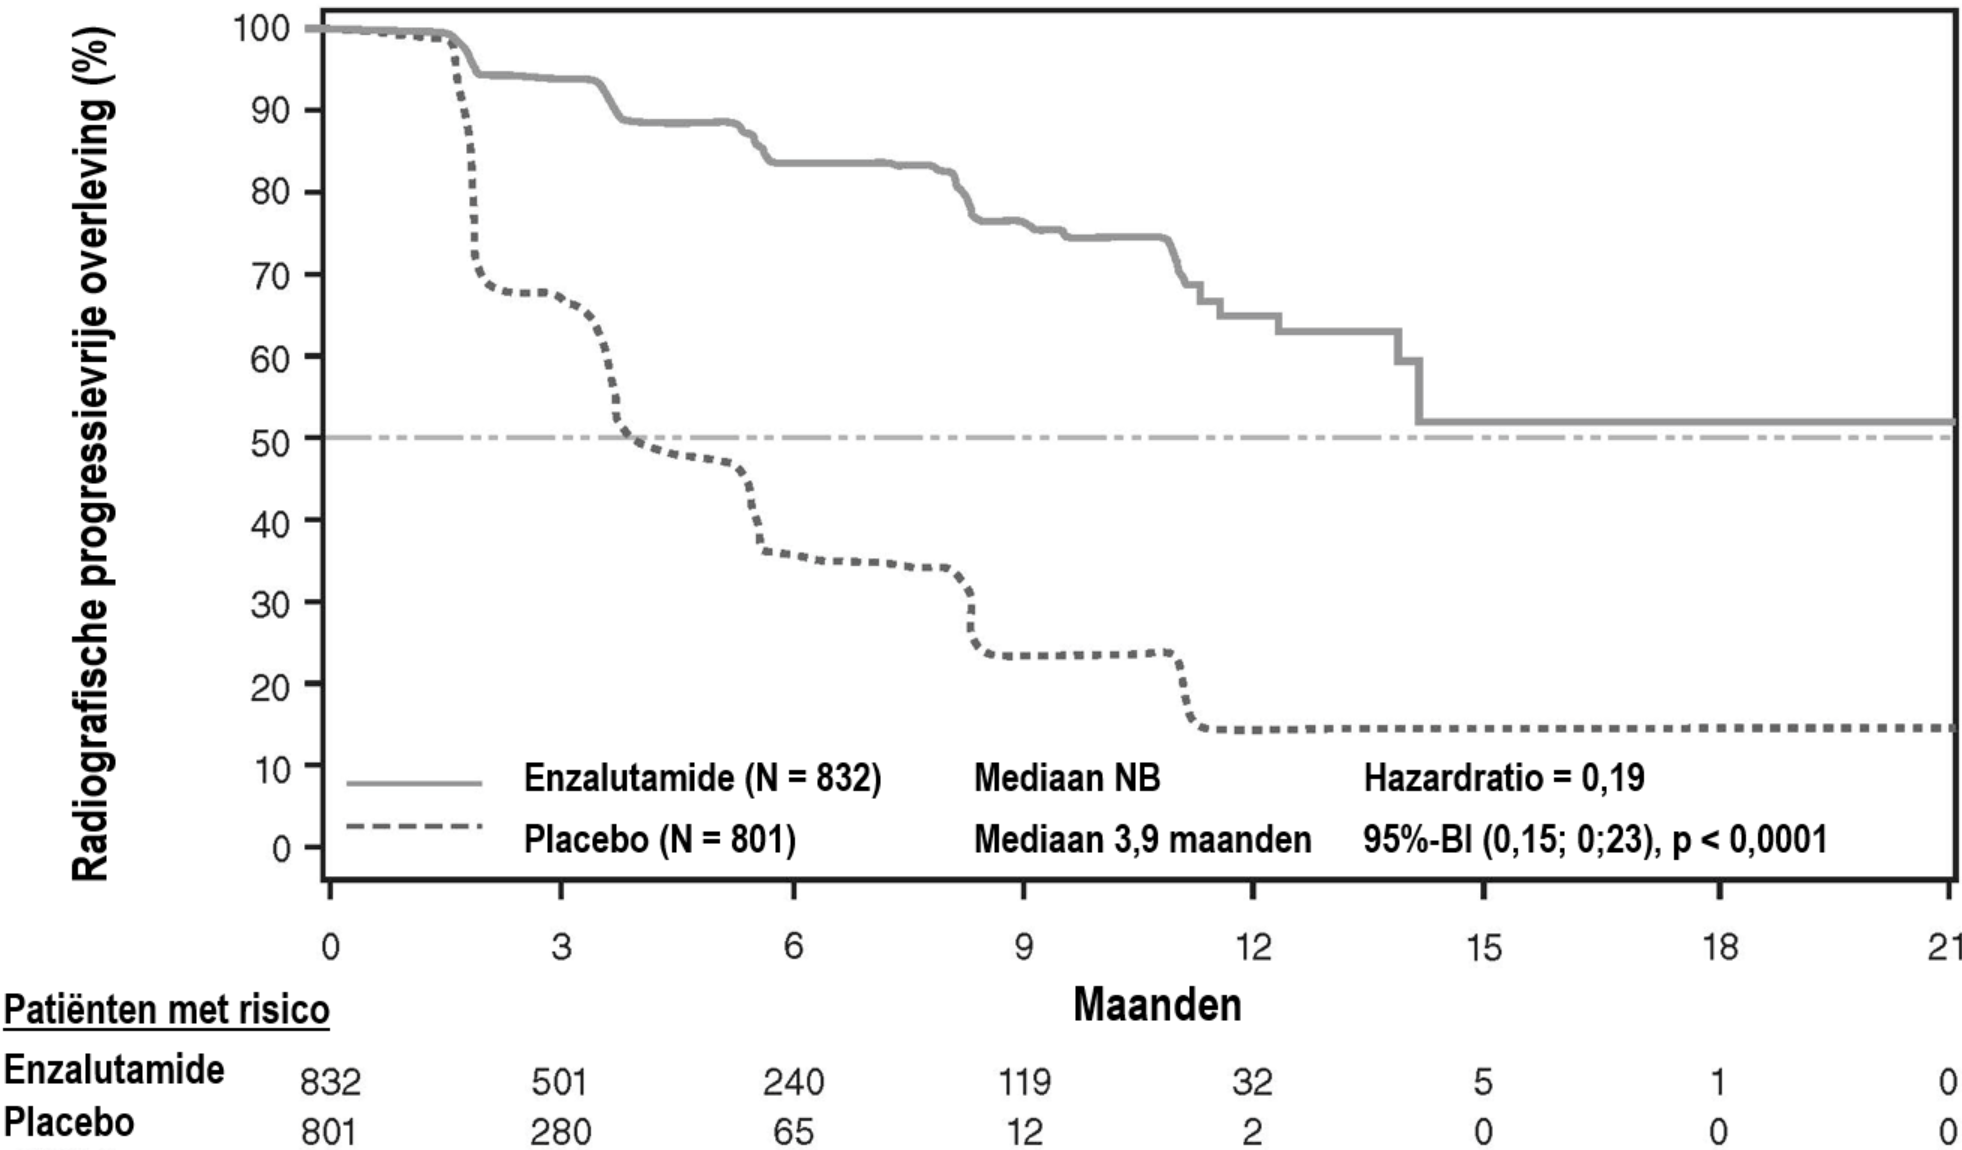 Radiografische progressievrije overleving (%)
100
90
80
70
60
50
40
30
20
10
0
Enzalutamide (N = 832) Mediaan NB Hazardratio = 0,19
Placebo (N = 801) Mediaan 3,9 maanden 95%-BI (0,15; 0;23), p < 0,0001
0 3 6 9 12 15 18 21
Maanden
Patiënten met risico
Enzalutamide 832 501 240 119 32 5 1 0
Placebo 801 280 65 12 2 0 0 0